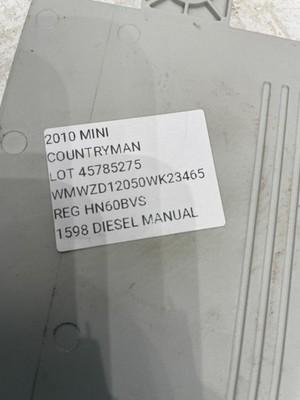 2010 MINI
COUNTRYMAN
LOT 45785275
WMWZD12050WK23465
REG HN60BVS
1598 DIESEL MANUAL